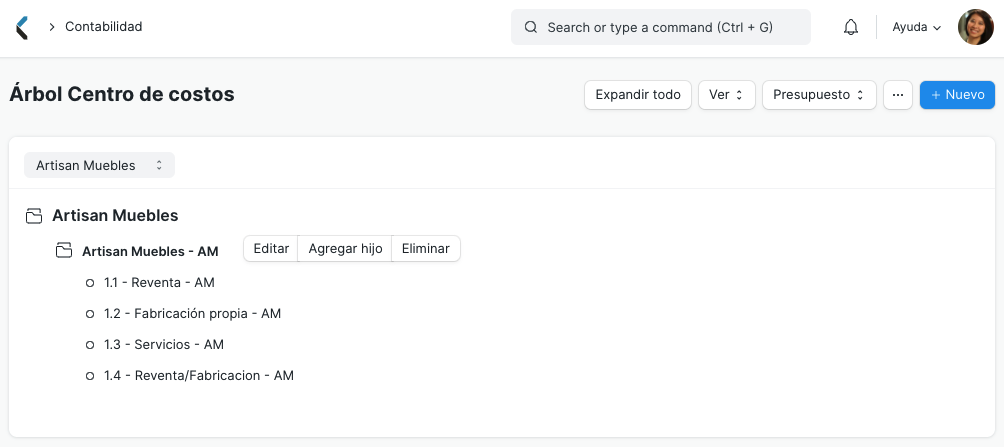 Contabilidad
Search or type a command (Ctrl + G)
Ayuda
Árbol Centro de costos
Expandir todo
Ver
Presupuesto
...
+ Nuevo
Artisan Muebles
Artisan Muebles
Artisan Muebles - AM
Editar
Agregar hijo
Eliminar
1.1 - Reventa - AM
1.2 - Fabricación propia - AM
1.3 - Servicios - AM
1.4 - Reventa/Fabricacion - AM